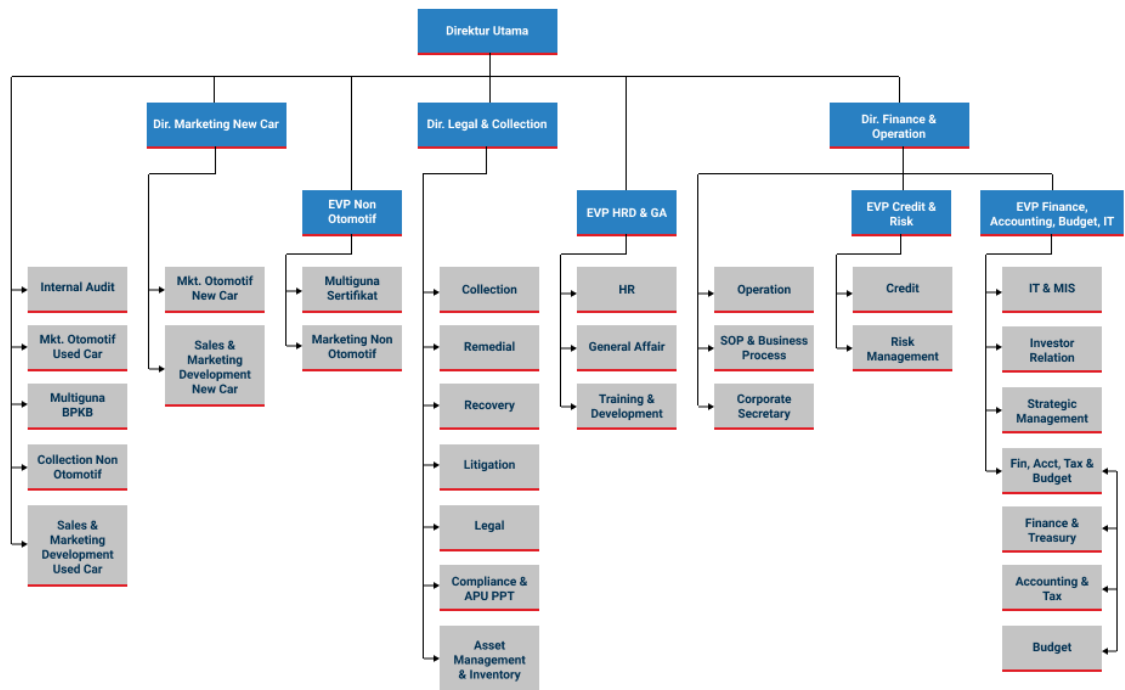 Direktur Utama
Dir. Marketing New Car
Dir. Legal & Collection
Dir. Finance &
Operation
EVP Non
Otomotif
EVP HRD & GA
EVP Credit &
Risk
EVP Finance,
Accounting, Budget, IT
Internal Audit
Mkt. Otomotif
Used Car
Multiguna
BPKB
Collection Non
Otomotif
Sales &
Marketing
Development
Used Car
Mkt. Otomotif
New Car
Sales &
Marketing
Development
New Car
Multiguna
Sertifikat
Marketing Non
Otomotif
Collection
Remedial
Recovery
Litigation
Legal
Compliance &
APU PPT
Asset
Management
& Inventory
HR
General Affair
Training &
Development
Operation
SOP & Business
Process
Corporate
Secretary
Credit
Risk
Management
IT & MIS
Investor
Relation
Strategic
Management
Fin, Acct, Tax &
Budget
Finance &
Treasury
Accounting &
Tax
Budget